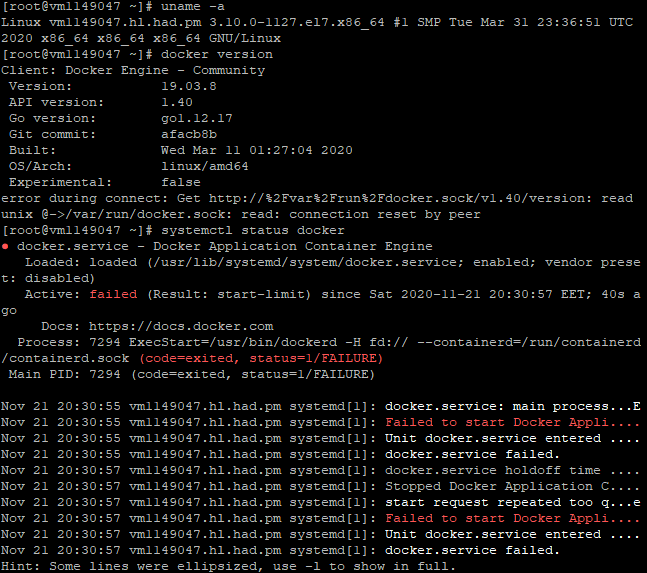 [root@vm1149047 ~]# uname -a
Linux vm1149047.hl.had.pm 3.10.0-1127.el7.x86_64 #1 SMP Tue Mar 31 23:36:51 UTC
2020 x86_64 x86_64 x86_64 GNU/Linux
[root@vm1149047 ~]# docker version
Client: Docker Engine - Community
 Version:           19.03.8
 API version:       1.40
 Go version:        go1.12.17
 Git commit:        afacb8b
 Built:             Wed Mar 11 01:27:04 2020
 OS/Arch:           linux/amd64
 Experimental:      false
error during connect: Get http://%2Fvar%2Frun%2Fdocker.sock/v1.40/version: read
unix @->/var/run/docker.sock: read: connection reset by peer
[root@vm1149047 ~]# systemctl status docker
● docker.service - Docker Application Container Engine
   Loaded: loaded (/usr/lib/systemd/system/docker.service; enabled; vendor prese
t: disabled)
   Active: failed (Result: start-limit) since Sat 2020-11-21 20:30:57 EET; 40s a
go
     Docs: https://docs.docker.com
  Process: 7294 ExecStart=/usr/bin/dockerd -H fd:// --containerd=/run/containerd
/containerd.sock (code=exited, status=1/FAILURE)
 Main PID: 7294 (code=exited, status=1/FAILURE)

Nov 21 20:30:55 vm1149047.hl.had.pm systemd[1]: docker.service: main process...E
Nov 21 20:30:55 vm1149047.hl.had.pm systemd[1]: Failed to start Docker Appli....
Nov 21 20:30:55 vm1149047.hl.had.pm systemd[1]: Unit docker.service entered ....
Nov 21 20:30:55 vm1149047.hl.had.pm systemd[1]: docker.service failed.
Nov 21 20:30:57 vm1149047.hl.had.pm systemd[1]: docker.service holdoff time ....
Nov 21 20:30:57 vm1149047.hl.had.pm systemd[1]: Stopped Docker Application C....
Nov 21 20:30:57 vm1149047.hl.had.pm systemd[1]: start request repeated too q...e
Nov 21 20:30:57 vm1149047.hl.had.pm systemd[1]: Failed to start Docker Appli....
Nov 21 20:30:57 vm1149047.hl.had.pm systemd[1]: Unit docker.service entered ....
Nov 21 20:30:57 vm1149047.hl.had.pm systemd[1]: docker.service failed.
Hint: Some lines were ellipsized, use -l to show in full.